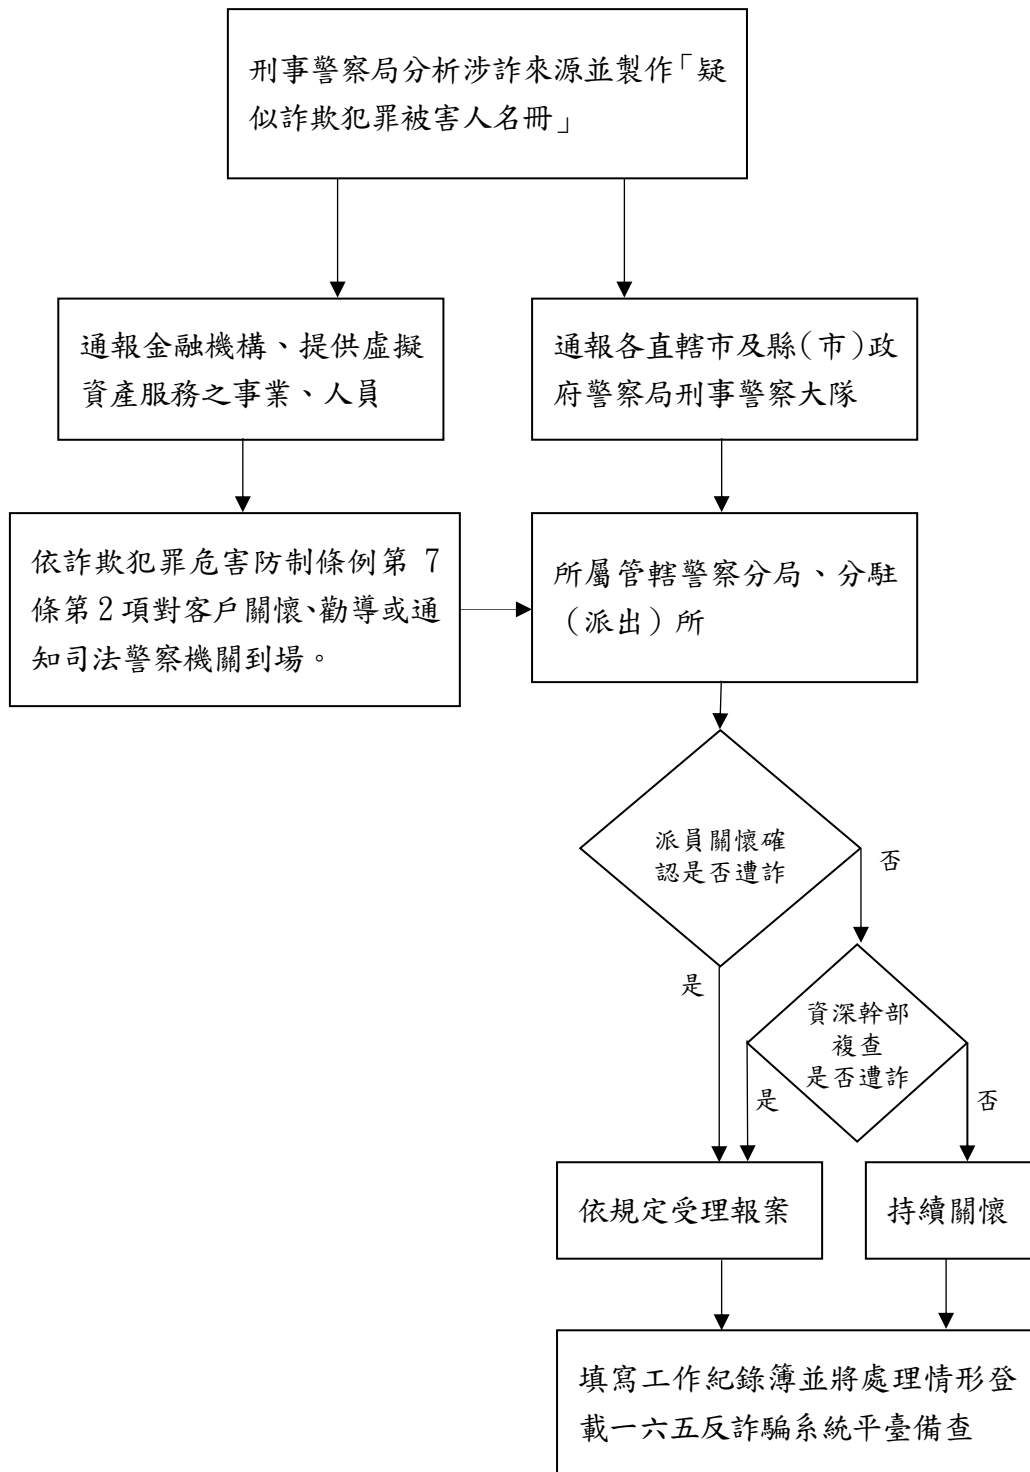 刑事警察局分析涉詐來源並製作「疑
似詐欺犯罪被害人名冊」
通報金融機構、提供虛擬
資產服務之事業、人員
通報各直轄市及縣(市)政
府警察局刑事警察大隊
依詐欺犯罪危害防制條例第 7
條第 2 項對客戶關懷、勸導或通
知司法警察機關到場。
所屬管轄警察分局、分駐
(派出)所
派員關懷確
認是否遭詐
否
是
資深幹部
複查
是否遭詐
是
否
依規定受理報案
持續關懷
填寫工作紀錄簿並將處理情形登
載一六五反詐騙系統平臺備查